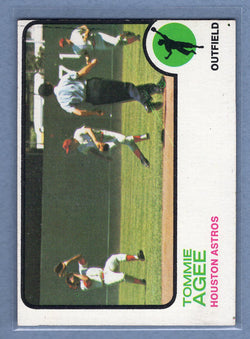 OUTFIELD
TOMMIE
AGEE
HOUSTON ASTROS